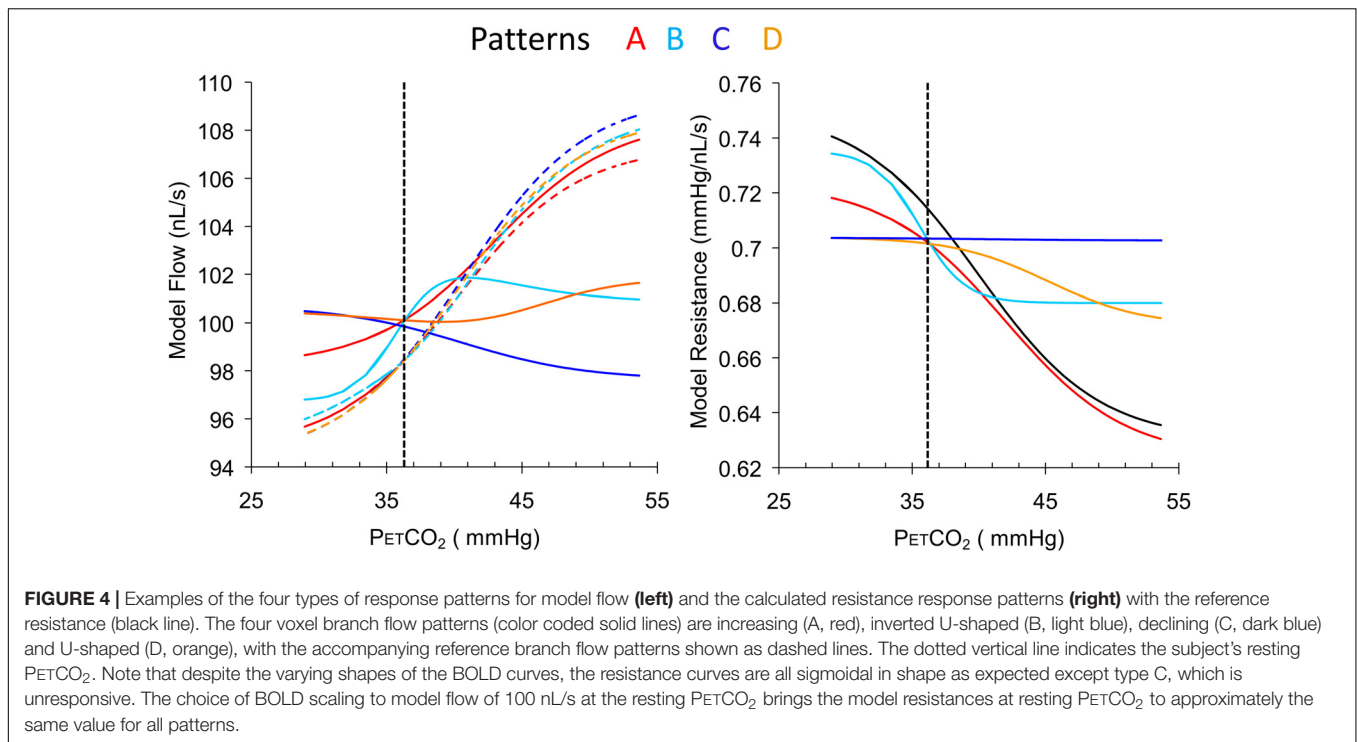 Patterns A B C D
110
108
106
104
102
100
98
96
94
Model Flow (nL/s)
25 35 45 55
PETCO2 ( mmHg)
0.76
0.74
0.72
0.7
0.68
0.66
0.64
0.62
Model Resistance (mmHg/nL/s)
25 35 45 55
PETCO2 ( mmHg)
FIGURE 4 | Examples of the four types of response patterns for model flow (left) and the calculated resistance response patterns (right) with the reference
resistance (black line). The four voxel branch flow patterns (color coded solid lines) are increasing (A, red), inverted U-shaped (B, light blue), declining (C, dark blue)
and U-shaped (D, orange), with the accompanying reference branch flow patterns shown as dashed lines. The dotted vertical line indicates the subject's resting
PETCO2. Note that despite the varying shapes of the BOLD curves, the resistance curves are all sigmoidal in shape as expected except type C, which is
unresponsive. The choice of BOLD scaling to model flow of 100 nL/s at the resting PETCO2 brings the model resistances at resting PETCO2 to approximately the
same value for all patterns.